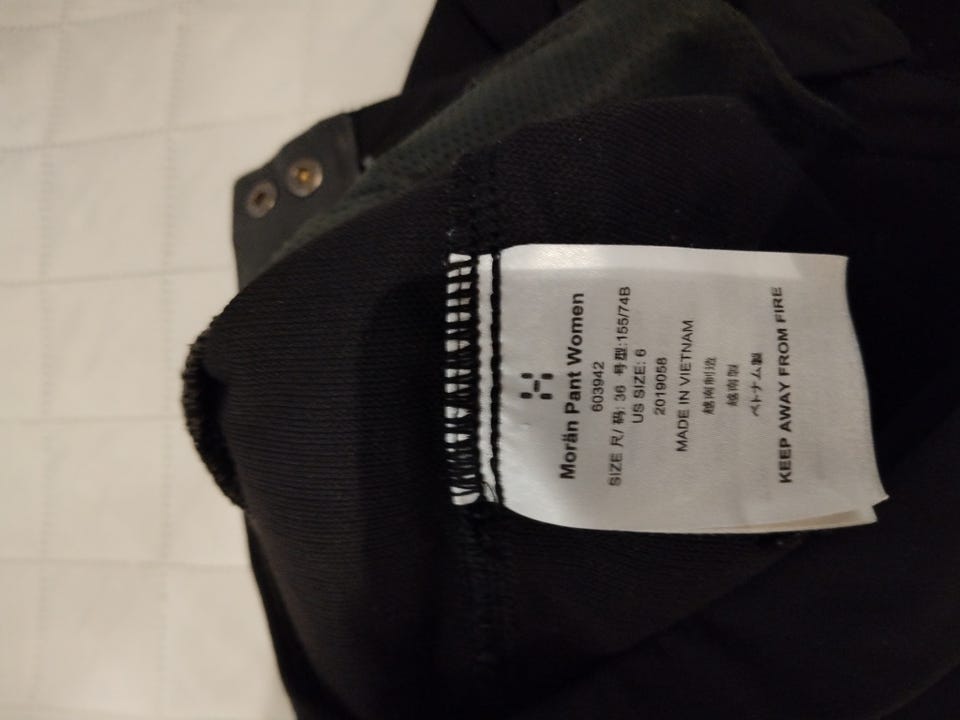 Morän Pant Women
603942
SIZE 尺/ 码: 36 号型:155/74B
US SIZE: 6
2019058
MADE IN VIETNAM
越南制造
越南製
ベトナム製
KEEP AWAY FROM FIRE